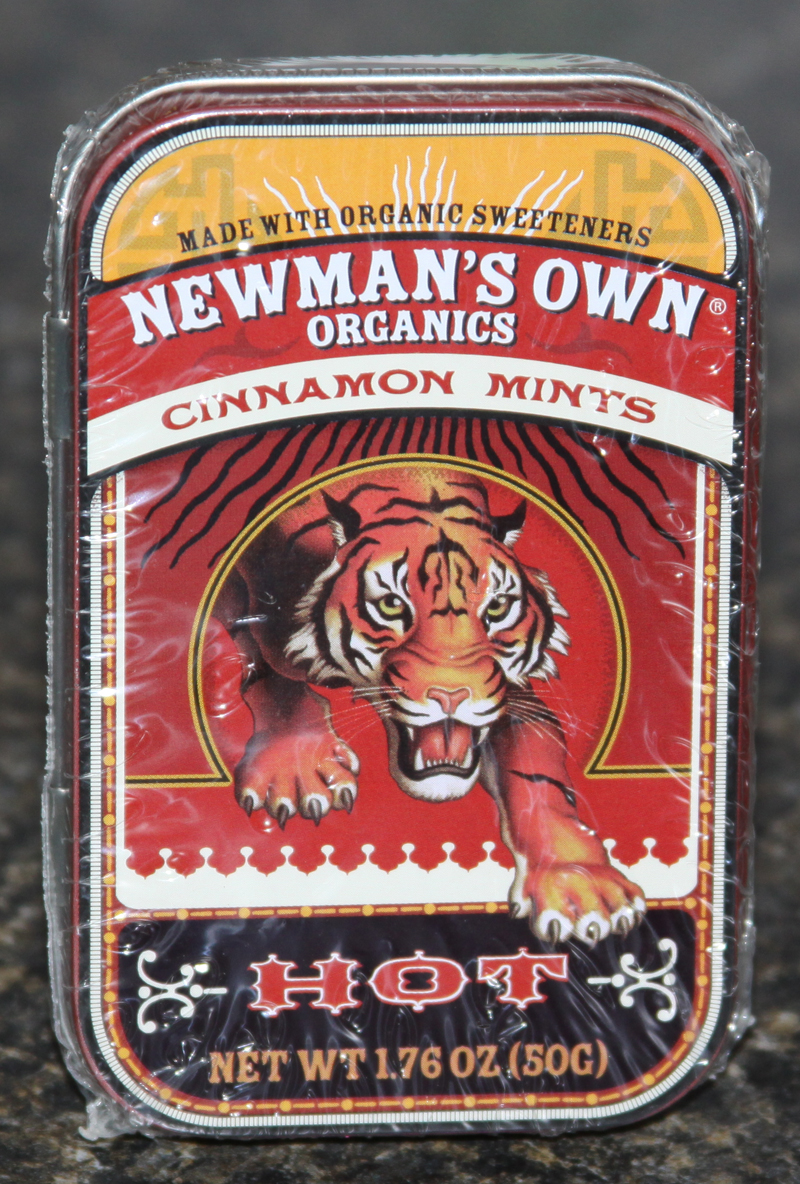 MADE WITH ORGANIC SWEETENERS
NEWMAN'S OWN®
ORGANICS
CINNAMON MINTS
HOT
NET WT 1.76 OZ (50G)